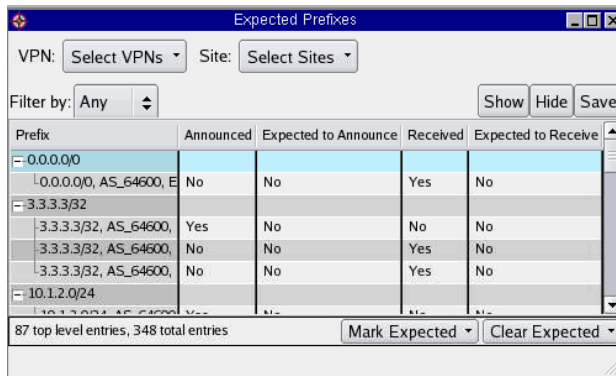 Expected Prefixes
VPN: Select VPNs Site: Select Sites
Filter by: Any Show Hide Save
Prefix Announced Expected to Announce Received Expected to Receive
0.0.0.0/0
0.0.0.0/0, AS_64600, E No No Yes No
3.3.3.3/32
3.3.3.3/32, AS_64600, Yes No No No
3.3.3.3/32, AS_64600, No No Yes No
3.3.3.3/32, AS_64600, No No Yes No
10.1.2.0/24
87 top level entries, 348 total entries Mark Expected Clear Expected